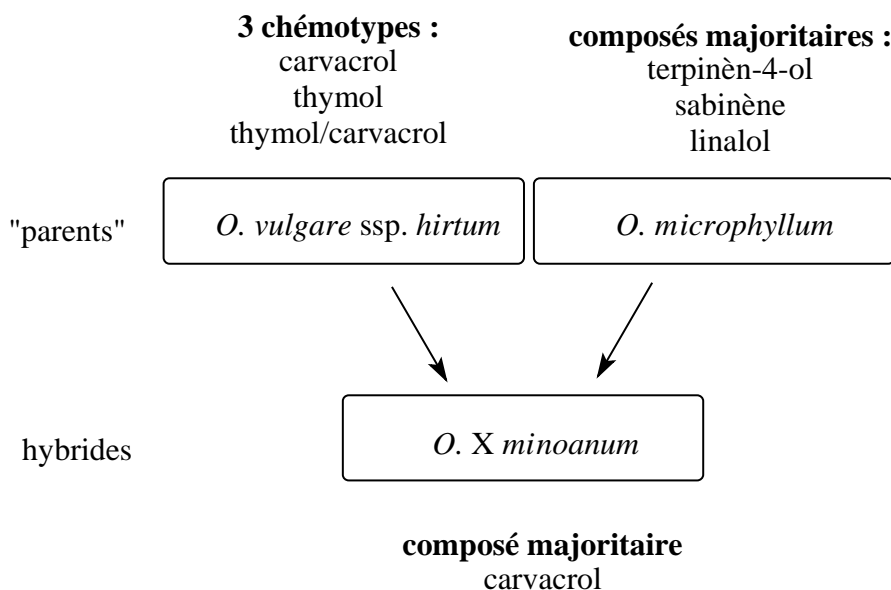 3 chémotypes :
carvacrol
thymol
thymol/carvacrol
composés majoritaires :
terpinèn-4-ol
sabinène
linalol
"parents"
O. vulgare ssp. hirtum
O. microphyllum
hybrides
O. X minoanum
composé majoritaire
carvacrol